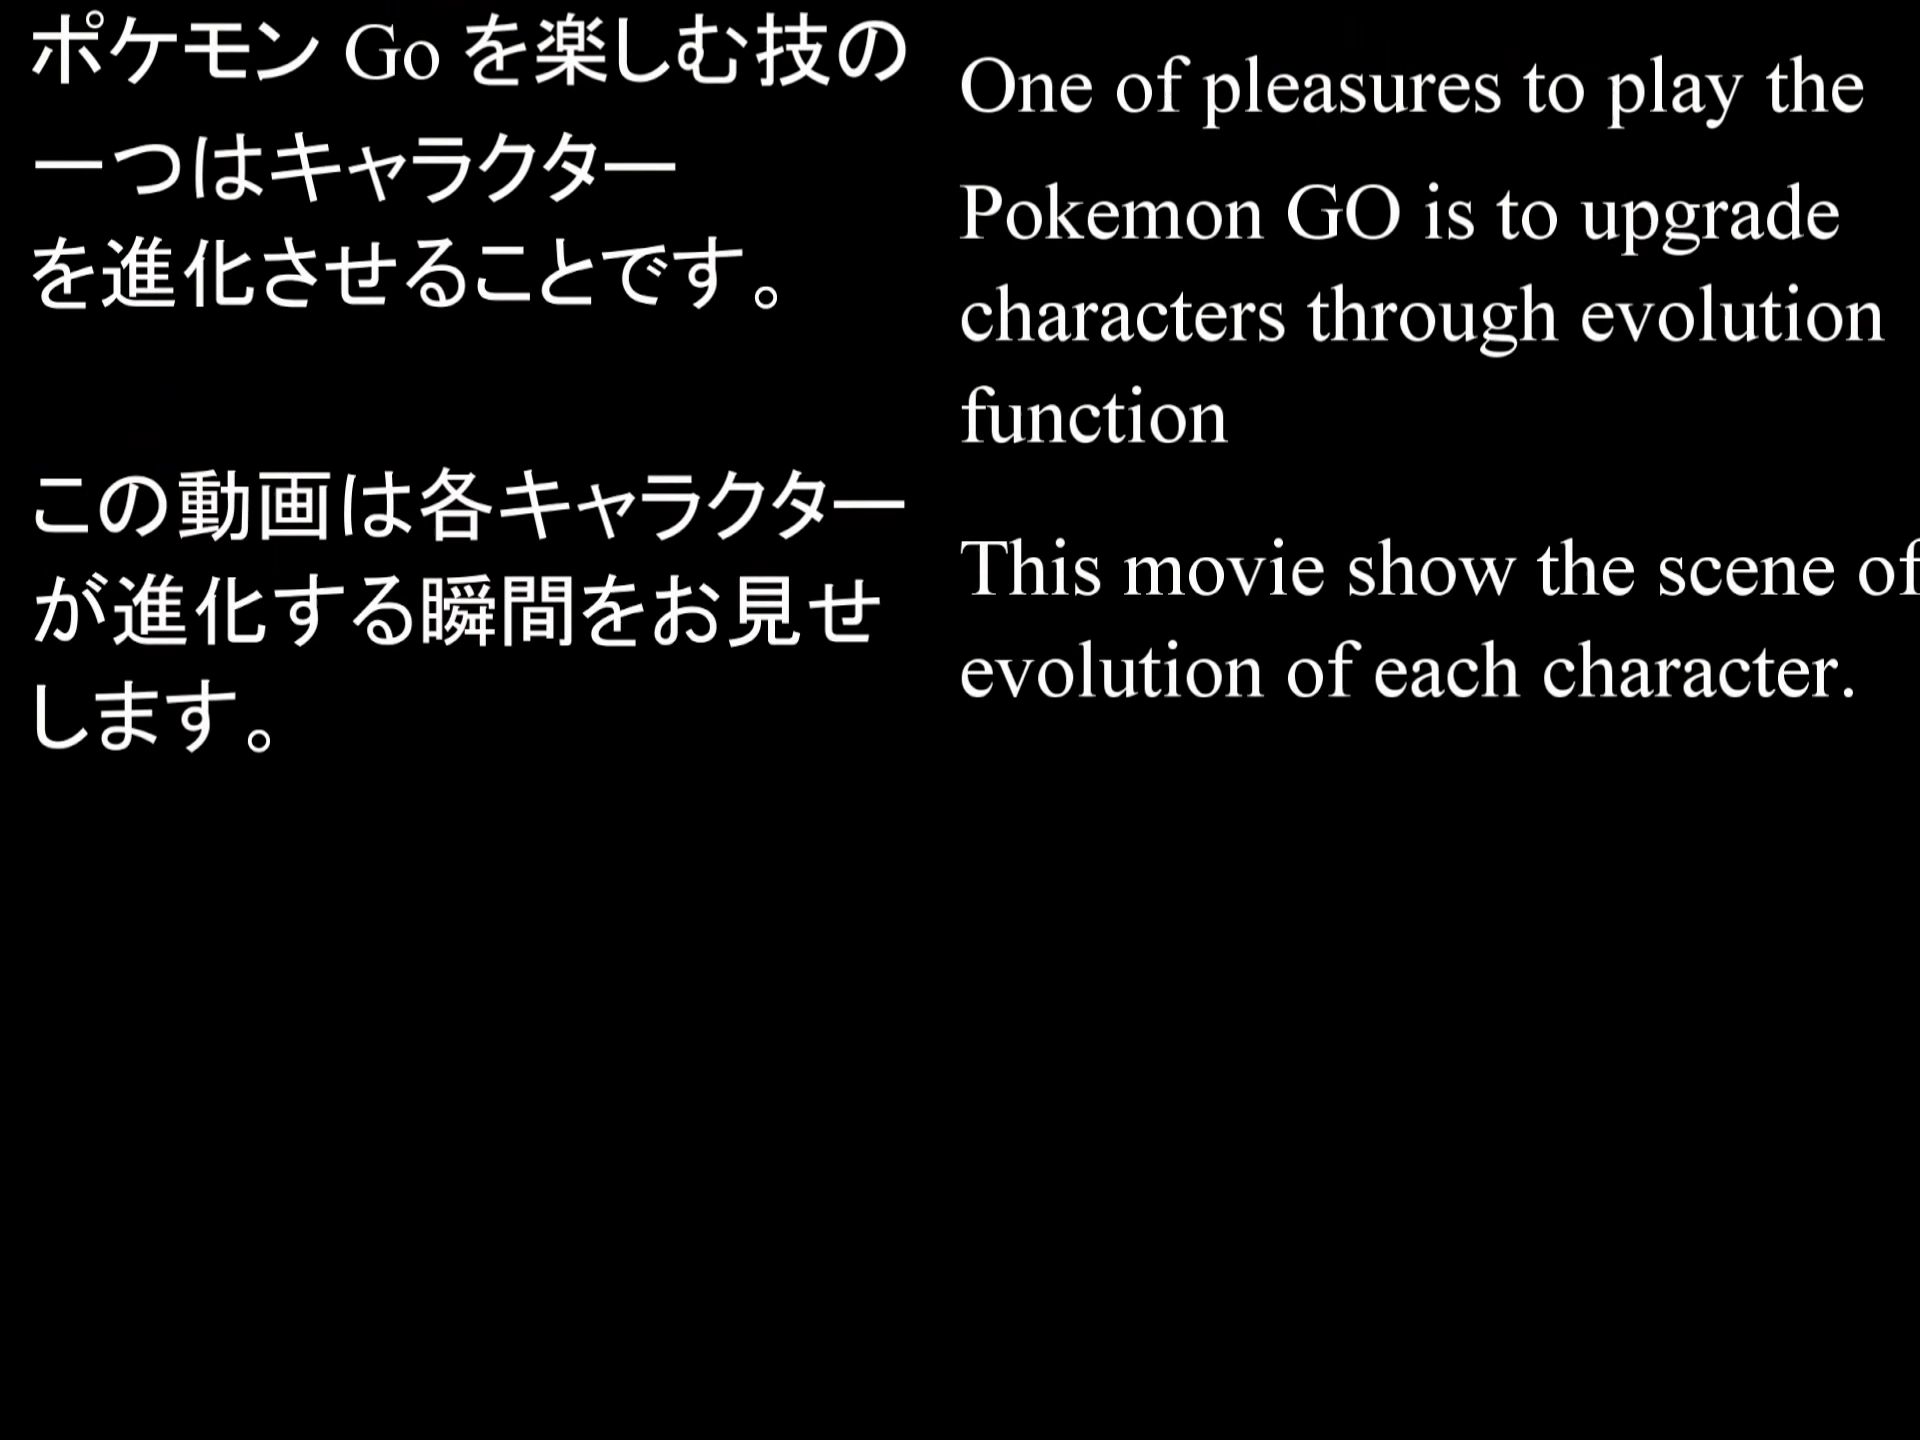 ポケモン Go を楽しむ技の
一つはキャラクター
を進化させることです。
この動画は各キャラクター
が進化する瞬間をお見せ
します。
One of pleasures to play the
Pokemon GO is to upgrade
characters through evolution
function
This movie show the scene of
evolution of each character.